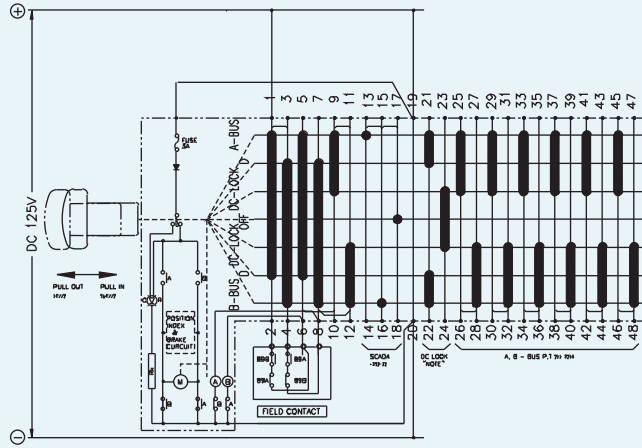 +
DC 125V
−
FUSE
3A
PULL OUT
PULL IN
POSITION
INDEX
&
BRAKE
CIRCUIT
M
A
B
A
B
A-BUS
D
DC-LOCK
OFF
DC-LOCK
D
B-BUS
1 3 5 7 9 11 13 15 17 19 21 23 25 27 29 31 33 35 37 39 41 43 45 47
2 4 6 8 10 12 14 16 18 20 22 24 26 28 30 32 34 36 38 40 42 44 46 48
FIELD CONTACT
SCADA
DC LOCK
"NOTE"
A, B - BUS P.T